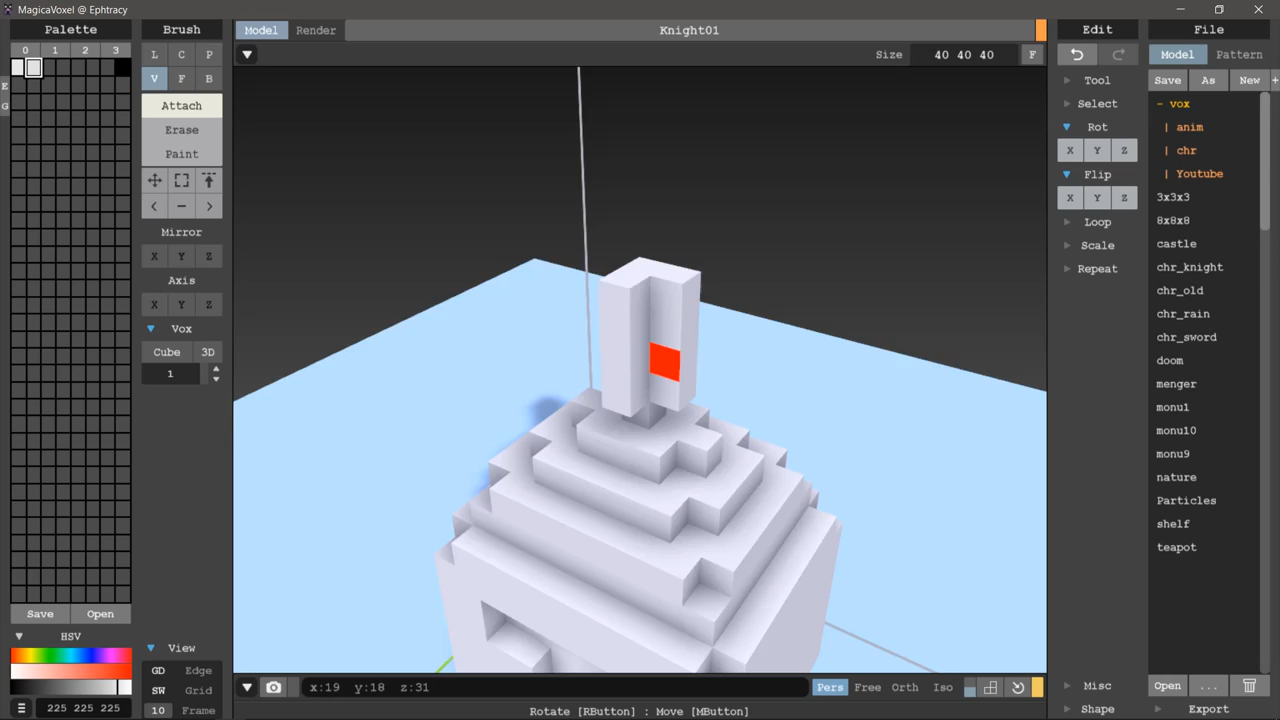 MagicaVoxel @ Ephtracy
Palette
Brush
Model Render
Knight01
Edit
File
0 1 2 3
L C P
Size 40 40 40 F
Model Pattern
E
G
V F B
Tool
Save As New +
Attach
Select
- vox
Erase
Rot
| anim
Paint
X Y Z
| chr
Flip
| Youtube
X Y Z
3x3x3
< − >
Mirror
Loop
8x8x8
X Y Z
Scale
castle
Axis
Repeat
chr_knight
X Y Z
chr_old
Vox
chr_rain
Cube 3D
chr_sword
1
doom
menger
monu1
monu10
monu9
nature
Particles
shelf
teapot
Save Open
HSV
View
GD Edge
SW Grid
10 Frame
225 225 225
x:19 y:18 z:31
Pers Free Orth Iso
Misc
Open ...
Rotate [RButton] : Move [MButton]
Shape
Export